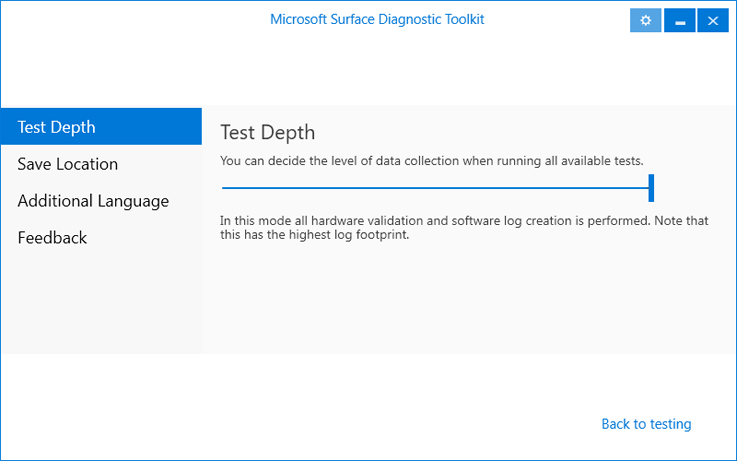 Microsoft Surface Diagnostic Toolkit
Test Depth
Save Location
Additional Language
Feedback
Test Depth
You can decide the level of data collection when running all available tests.
In this mode all hardware validation and software log creation is performed. Note that
this has the highest log footprint.
Back to testing